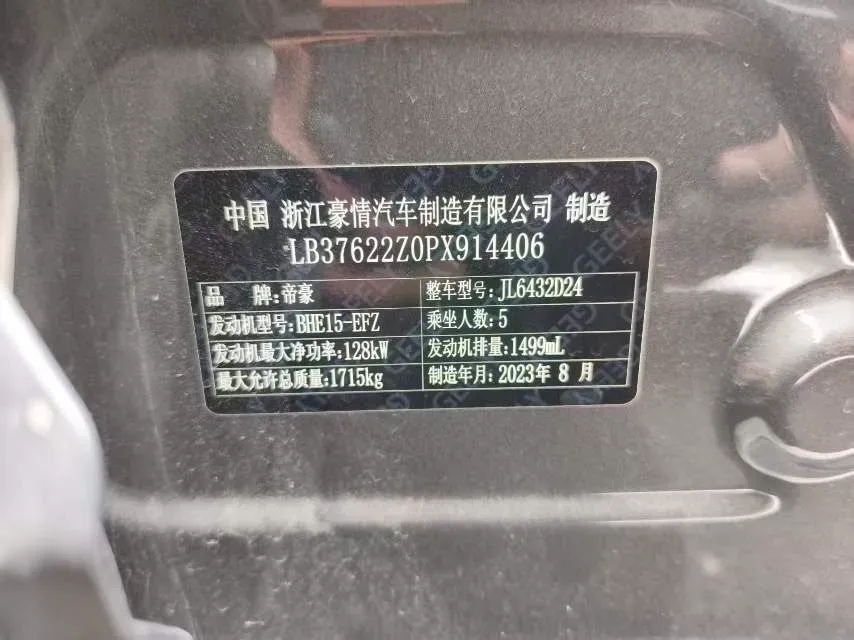 中国 浙江豪情汽车制造有限公司 制造
LB37622Z0PX914406
品 牌:帝豪 整车型号:JL6432D24
发动机型号:BHE15-EFZ 乘坐人数:5
发动机最大净功率:128kW 发动机排量:1499mL
最大允许总质量:1715kg 制造年月:2023年 8 月
GEELY